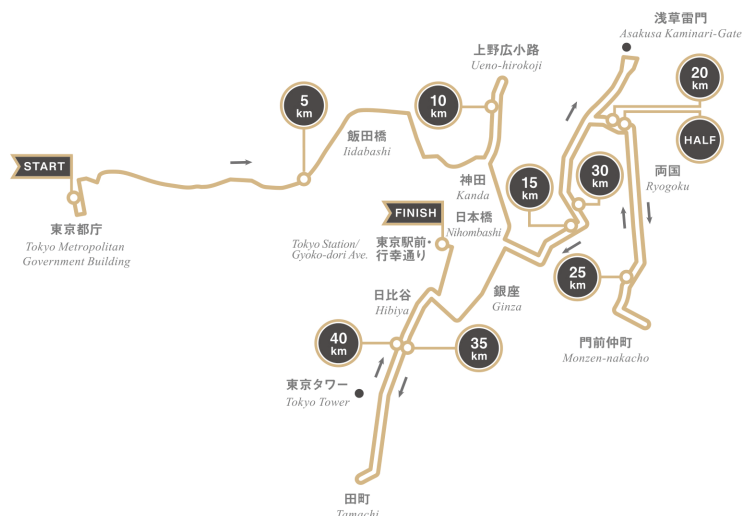 浅草雷門
Asakusa Kaminari-Gate
上野広小路
Ueno-hirokoji
20
km
5
km
10
km
飯田橋
Iidabashi
HALF
START
両国
Ryogoku
神田
Kanda
15
km
30
km
FINISH
日本橋
Nihombashi
東京都庁
Tokyo Metropolitan
Government Building
Tokyo Station/
Gyoko-dori Ave.
東京駅前・
行幸通り
25
km
銀座
Ginza
日比谷
Hibiya
門前仲町
Monzen-nakacho
40
km
35
km
東京タワー
Tokyo Tower
田町
Tamachi